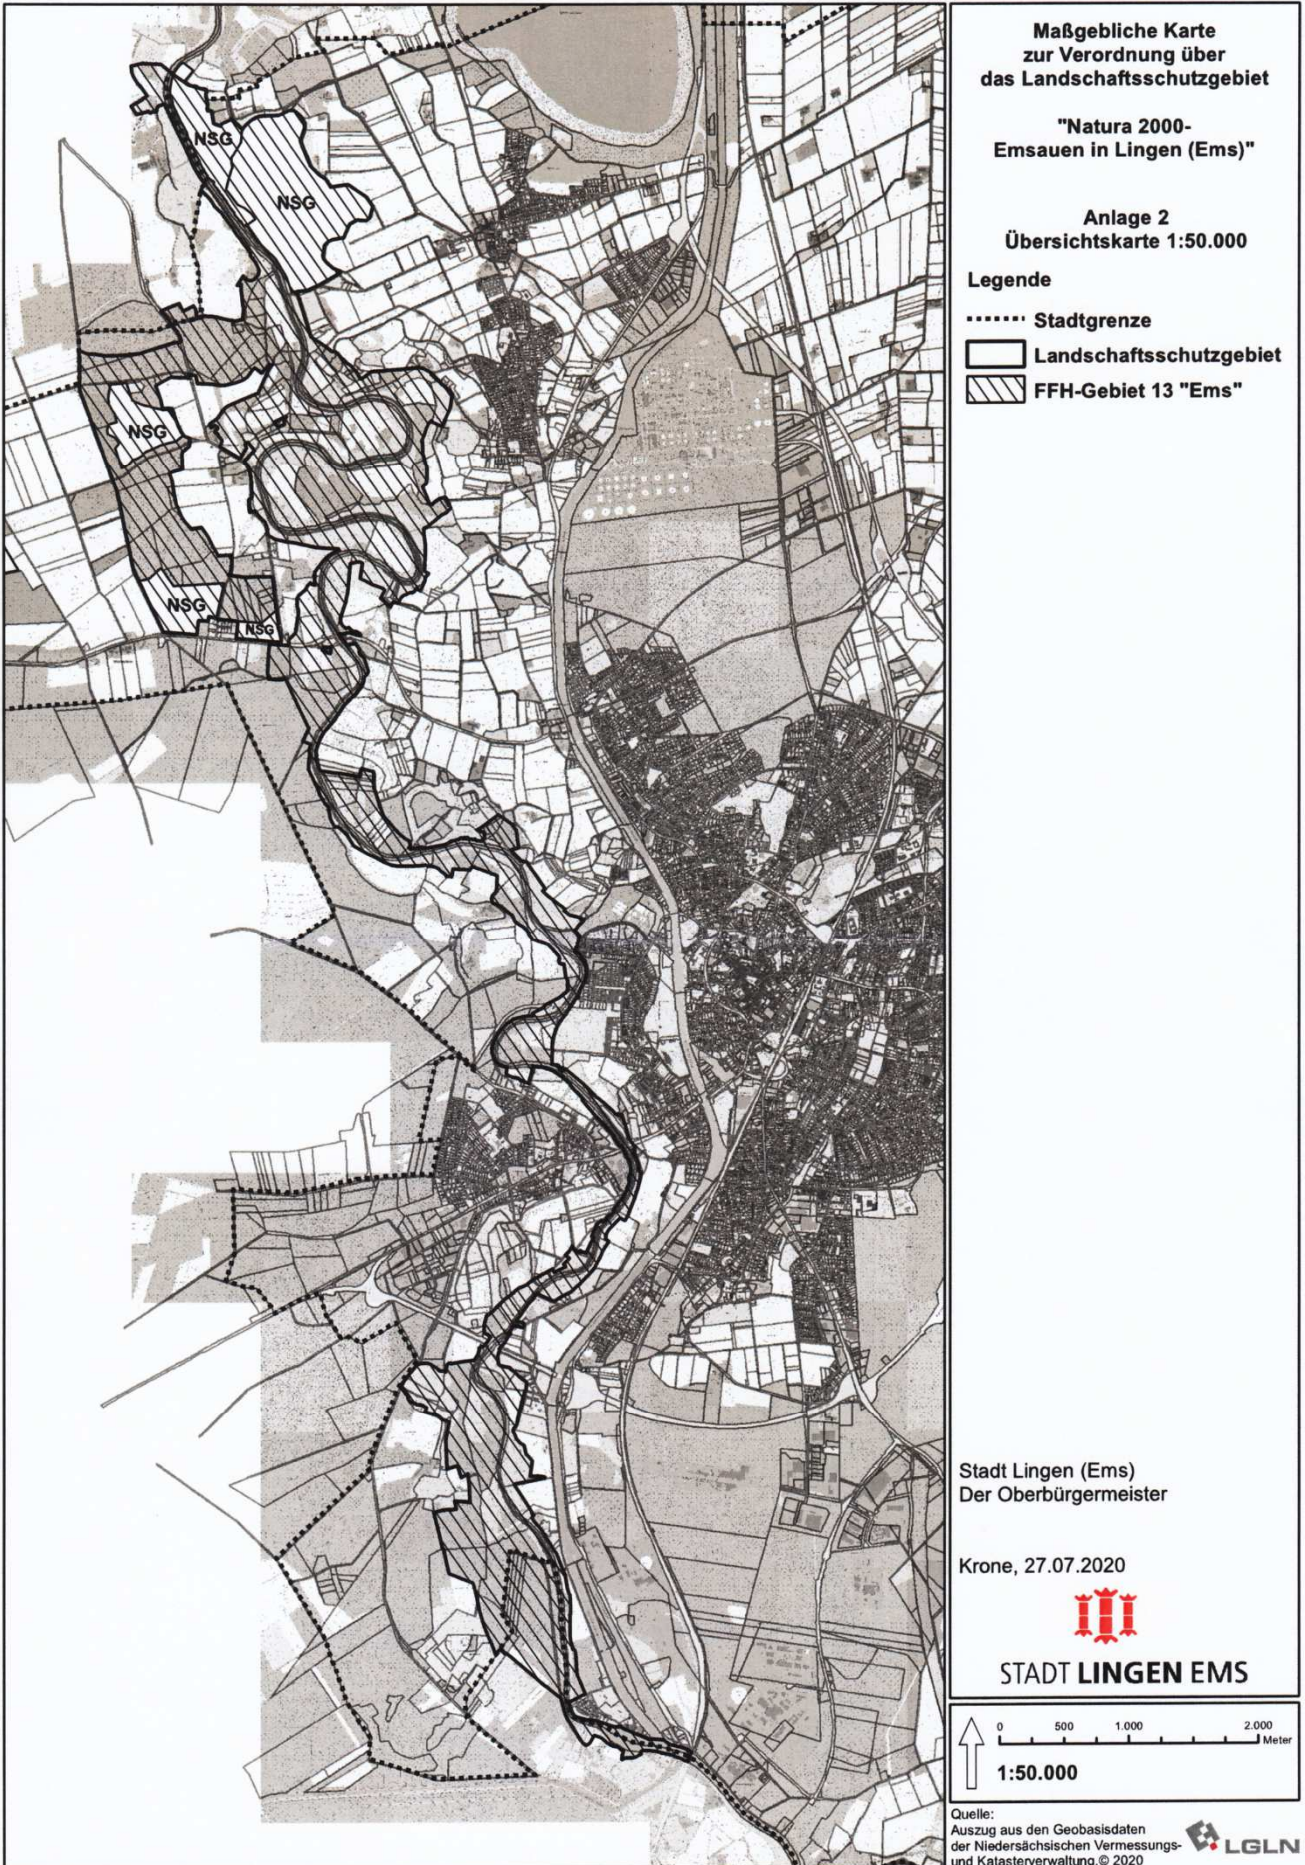 Maßgebliche Karte
zur Verordnung über
das Landschaftsschutzgebiet
"Natura 2000-
Emsauen in Lingen (Ems)"
Anlage 2
Übersichtskarte 1:50.000
Legende
Stadtgrenze
Landschaftsschutzgebiet
FFH-Gebiet 13 "Ems"
NSG
NSG
NSG
NSG
NSG
Stadt Lingen (Ems)
Der Oberbürgermeister
Krone, 27.07.2020
STADT LINGEN EMS
0 500 1.000 2.000
Meter
1:50.000
Quelle:
Auszug aus den Geobasisdaten
der Niedersächsischen Vermessungs-
und Katasterverwaltung,© 2020
LGLN